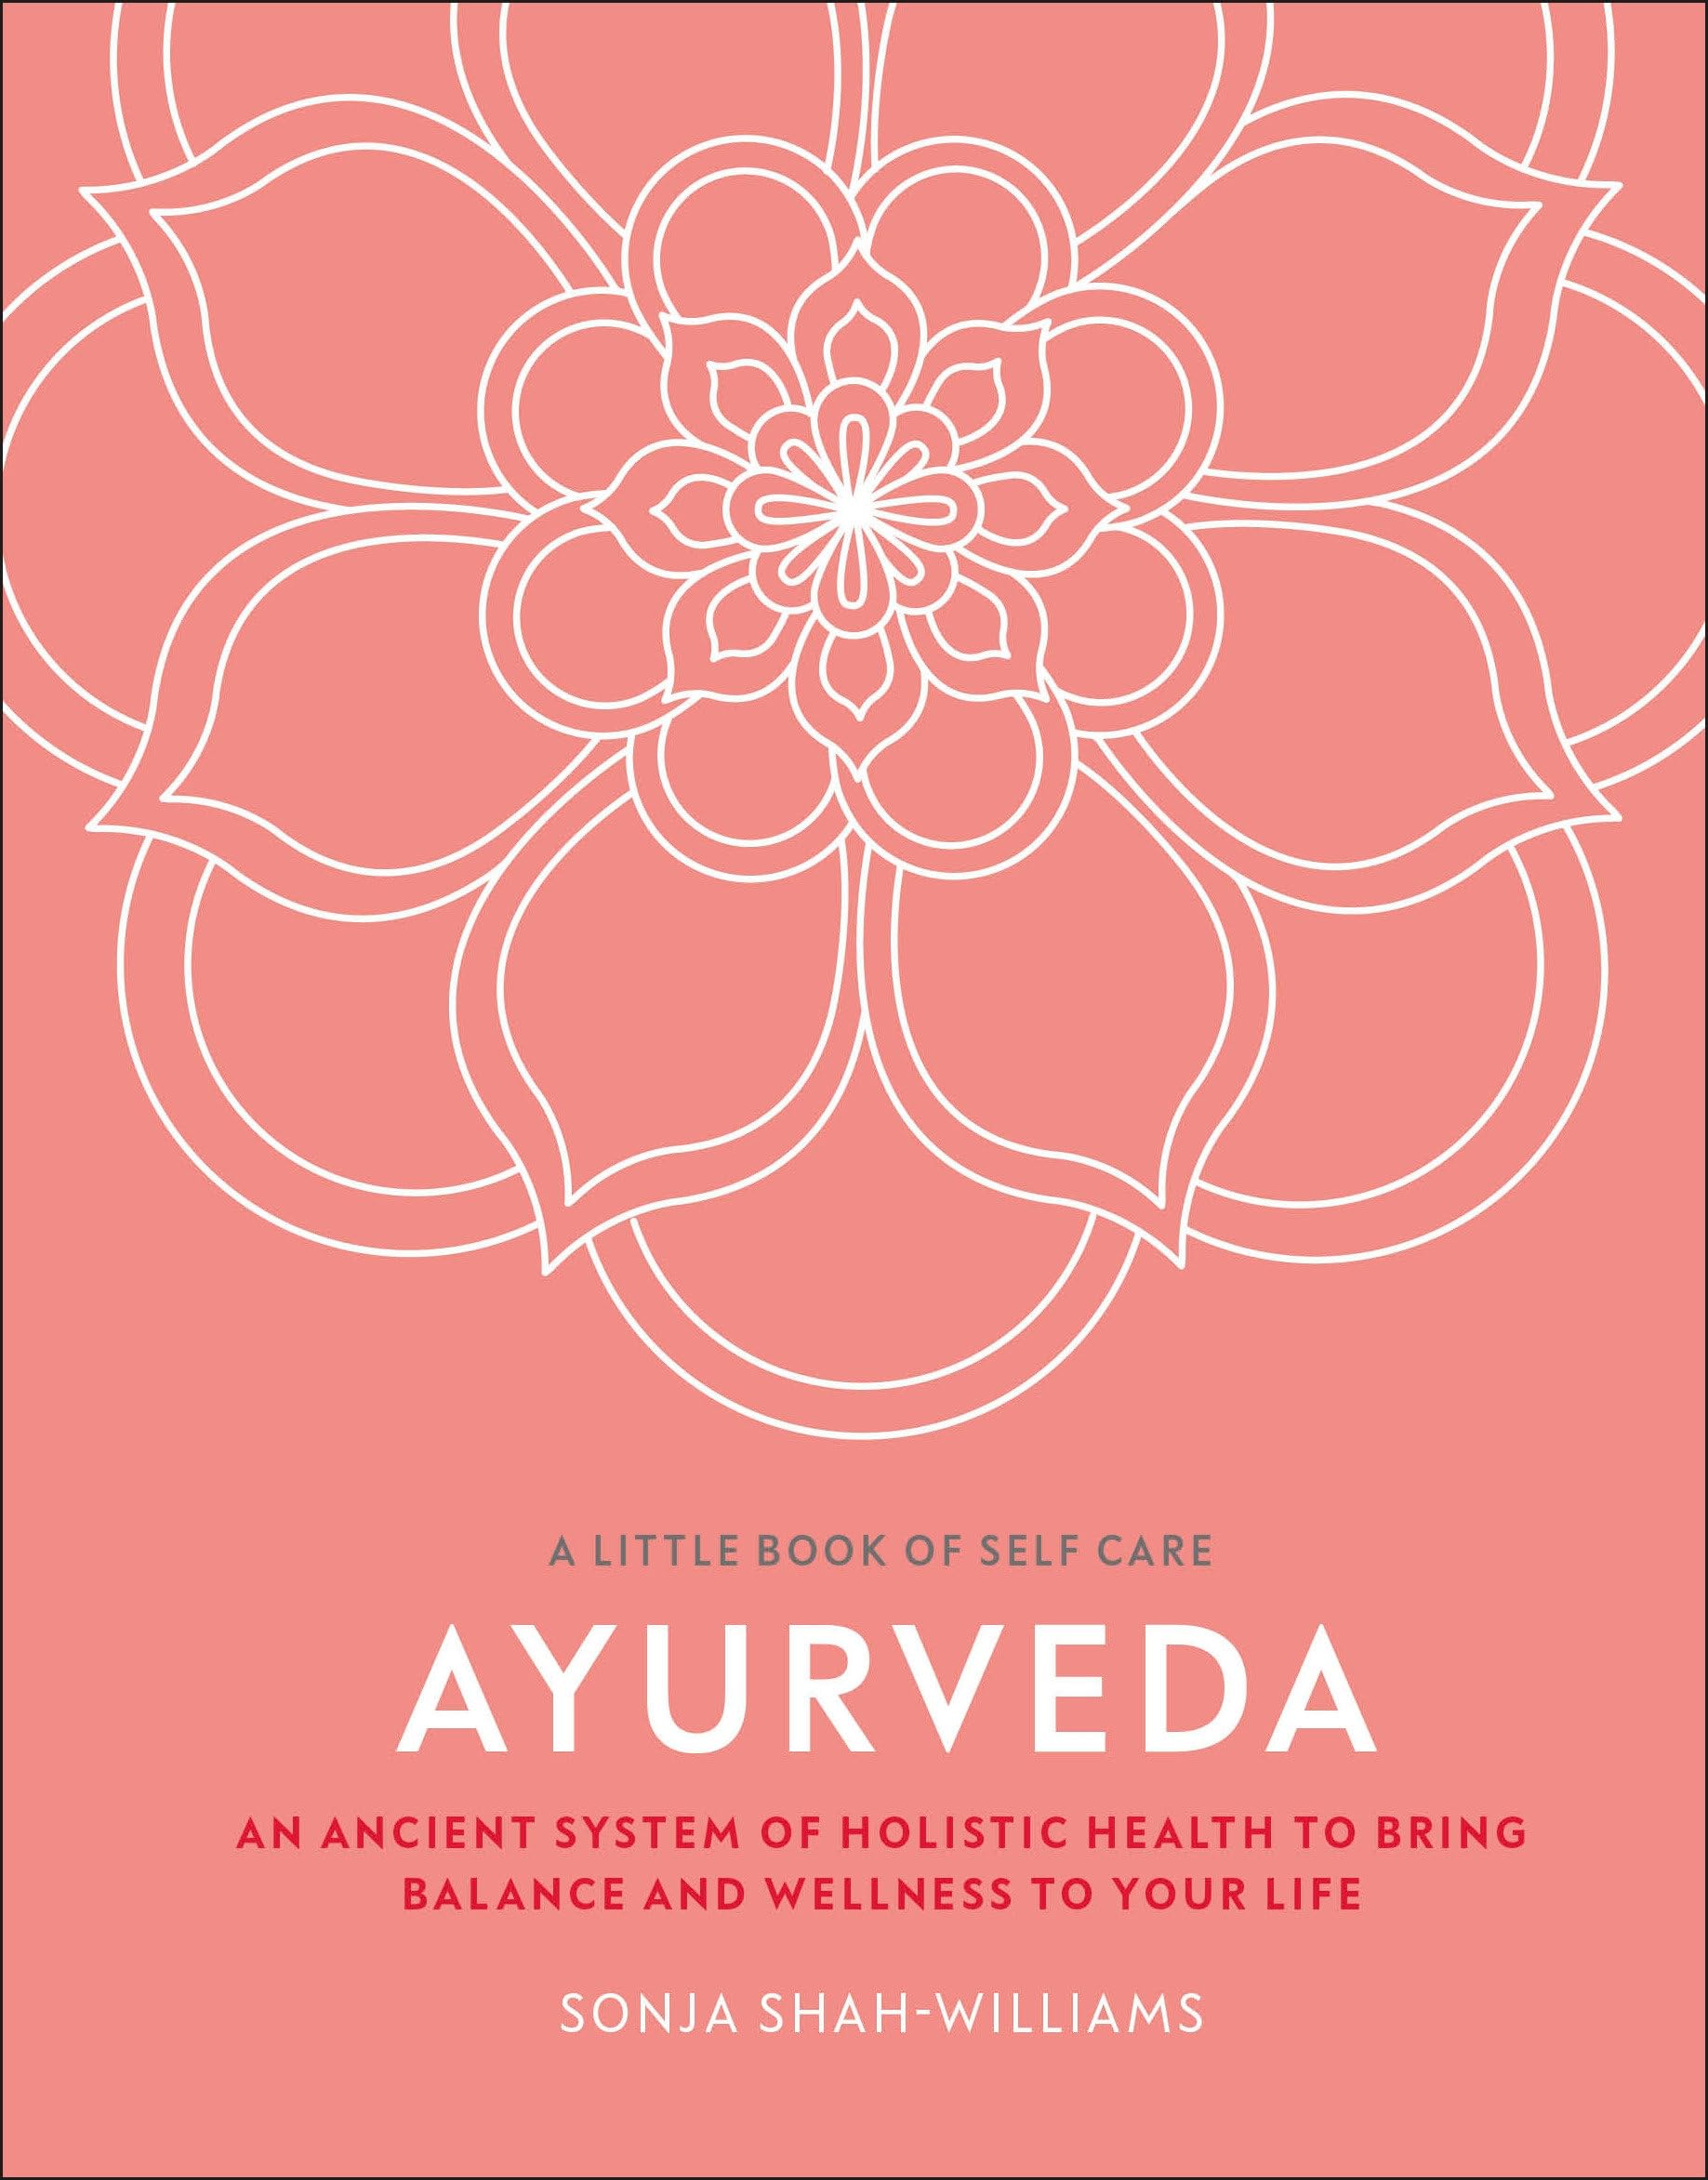 A LITTLE BOOK OF SELF CARE
AYURVEDA
AN ANCIENT SYSTEM OF HOLISTIC HEALTH TO BRING
BALANCE AND WELLNESS TO YOUR LIFE
SONJA SHAH-WILLIAMS